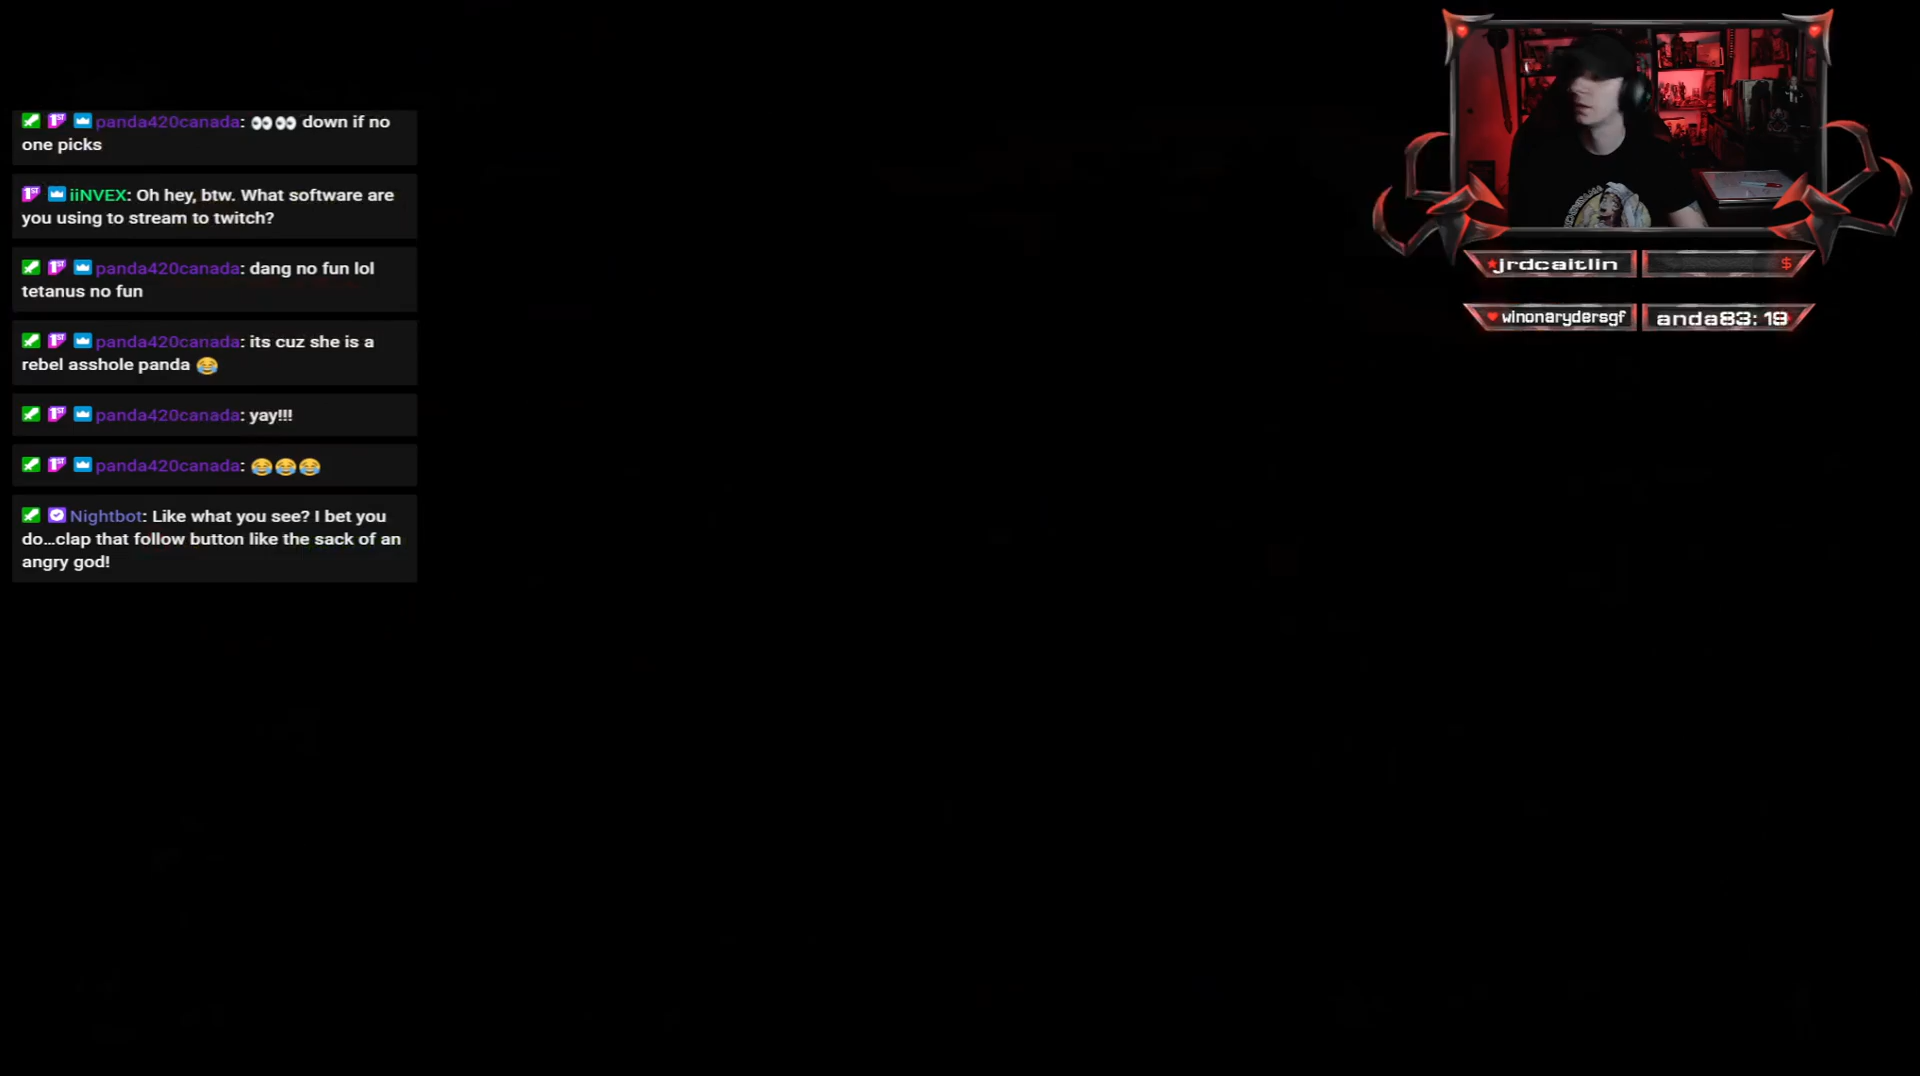 panda420canada: 👀👀 down if no
one picks
iiNVEX: Oh hey, btw. What software are
you using to stream to twitch?
panda420canada: dang no fun lol
tetanus no fun
panda420canada: its cuz she is a
rebel asshole panda 😂
panda420canada: yay!!!
panda420canada: 😂😂😂
Nightbot: Like what you see? I bet you
do...clap that follow button like the sack of an
angry god!
jrdcaitlin
$
winonarydersgf
anda83: 19